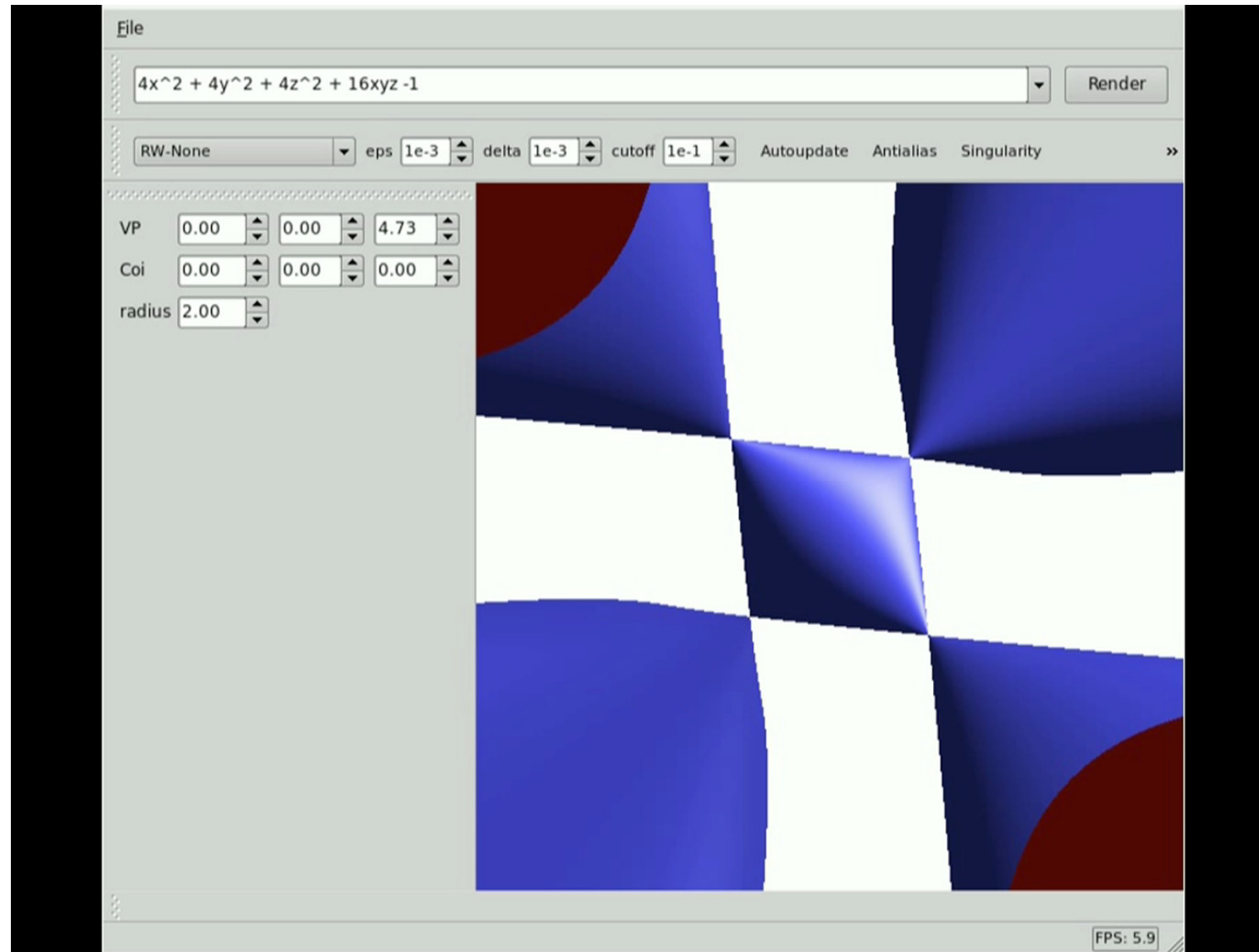 File
4x^2 + 4y^2 + 4z^2 + 16xyz -1 Render
RW-None eps 1e-3 delta 1e-3 cutoff 1e-1 Autoupdate Antialias Singularity »
VP 0.00 0.00 4.73
Coi 0.00 0.00 0.00
radius 2.00
FPS: 5.9